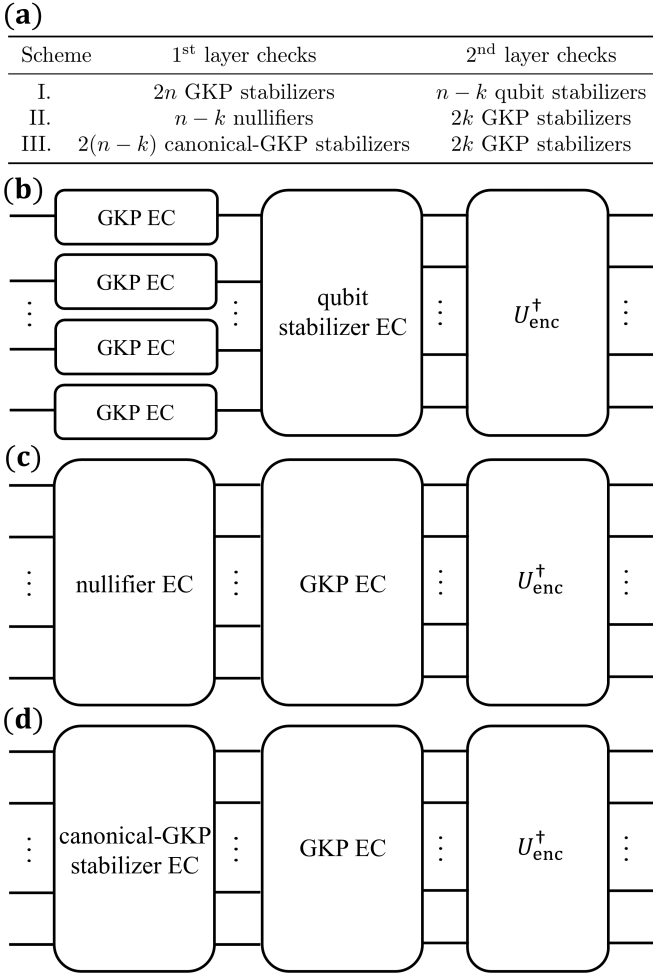 (a)
Scheme 1st layer checks 2nd layer checks
I. 2n GKP stabilizers n − k qubit stabilizers
II. n − k nullifiers 2k GKP stabilizers
III. 2(n − k) canonical-GKP stabilizers 2k GKP stabilizers
(b)
GKP EC
GKP EC
GKP EC
GKP EC
qubit
stabilizer EC
U†enc
(c)
nullifier EC
GKP EC
U†enc
(d)
canonical-GKP
stabilizer EC
GKP EC
U†enc